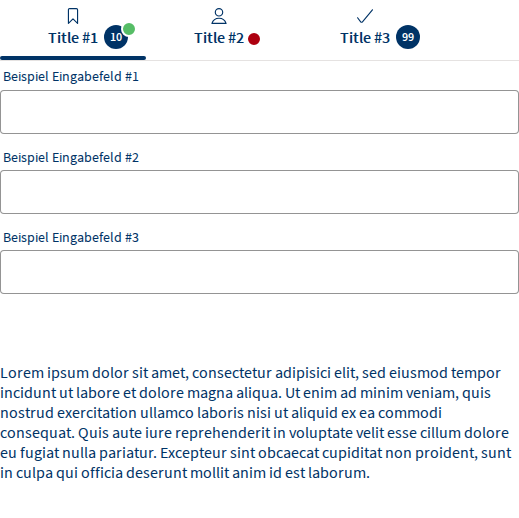 Title #1 10 Title #2 Title #3 99
Beispiel Eingabefeld #1
Beispiel Eingabefeld #2
Beispiel Eingabefeld #3
Lorem ipsum dolor sit amet, consectetur adipisici elit, sed eiusmod tempor
incidunt ut labore et dolore magna aliqua. Ut enim ad minim veniam, quis
nostrud exercitation ullamco laboris nisi ut aliquid ex ea commodi
consequat. Quis aute iure reprehenderit in voluptate velit esse cillum dolore
eu fugiat nulla pariatur. Excepteur sint obcaecat cupiditat non proident, sunt
in culpa qui officia deserunt mollit anim id est laborum.